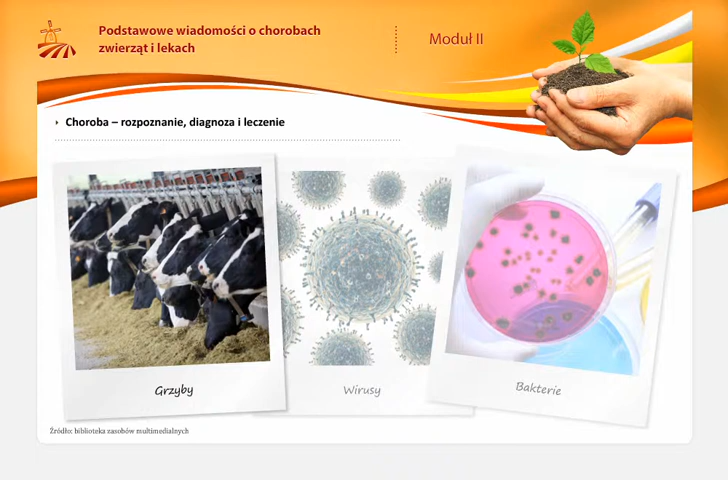 Podstawowe wiadomości o chorobach
zwierząt i lekach
Moduł II
Choroba – rozpoznanie, diagnoza i leczenie
Grzyby
Wirusy
Bakterie
Źródło: biblioteka zasobów multimedialnych